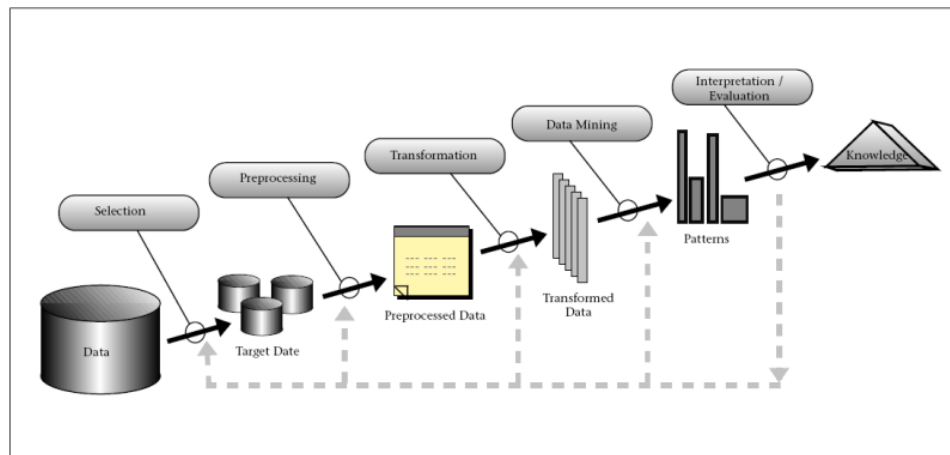 Interpretation /
Evaluation
Data Mining
Transformation
Preprocessing
Selection
Knowledge
Patterns
Transformed
Data
Preprocessed Data
Target Date
Data